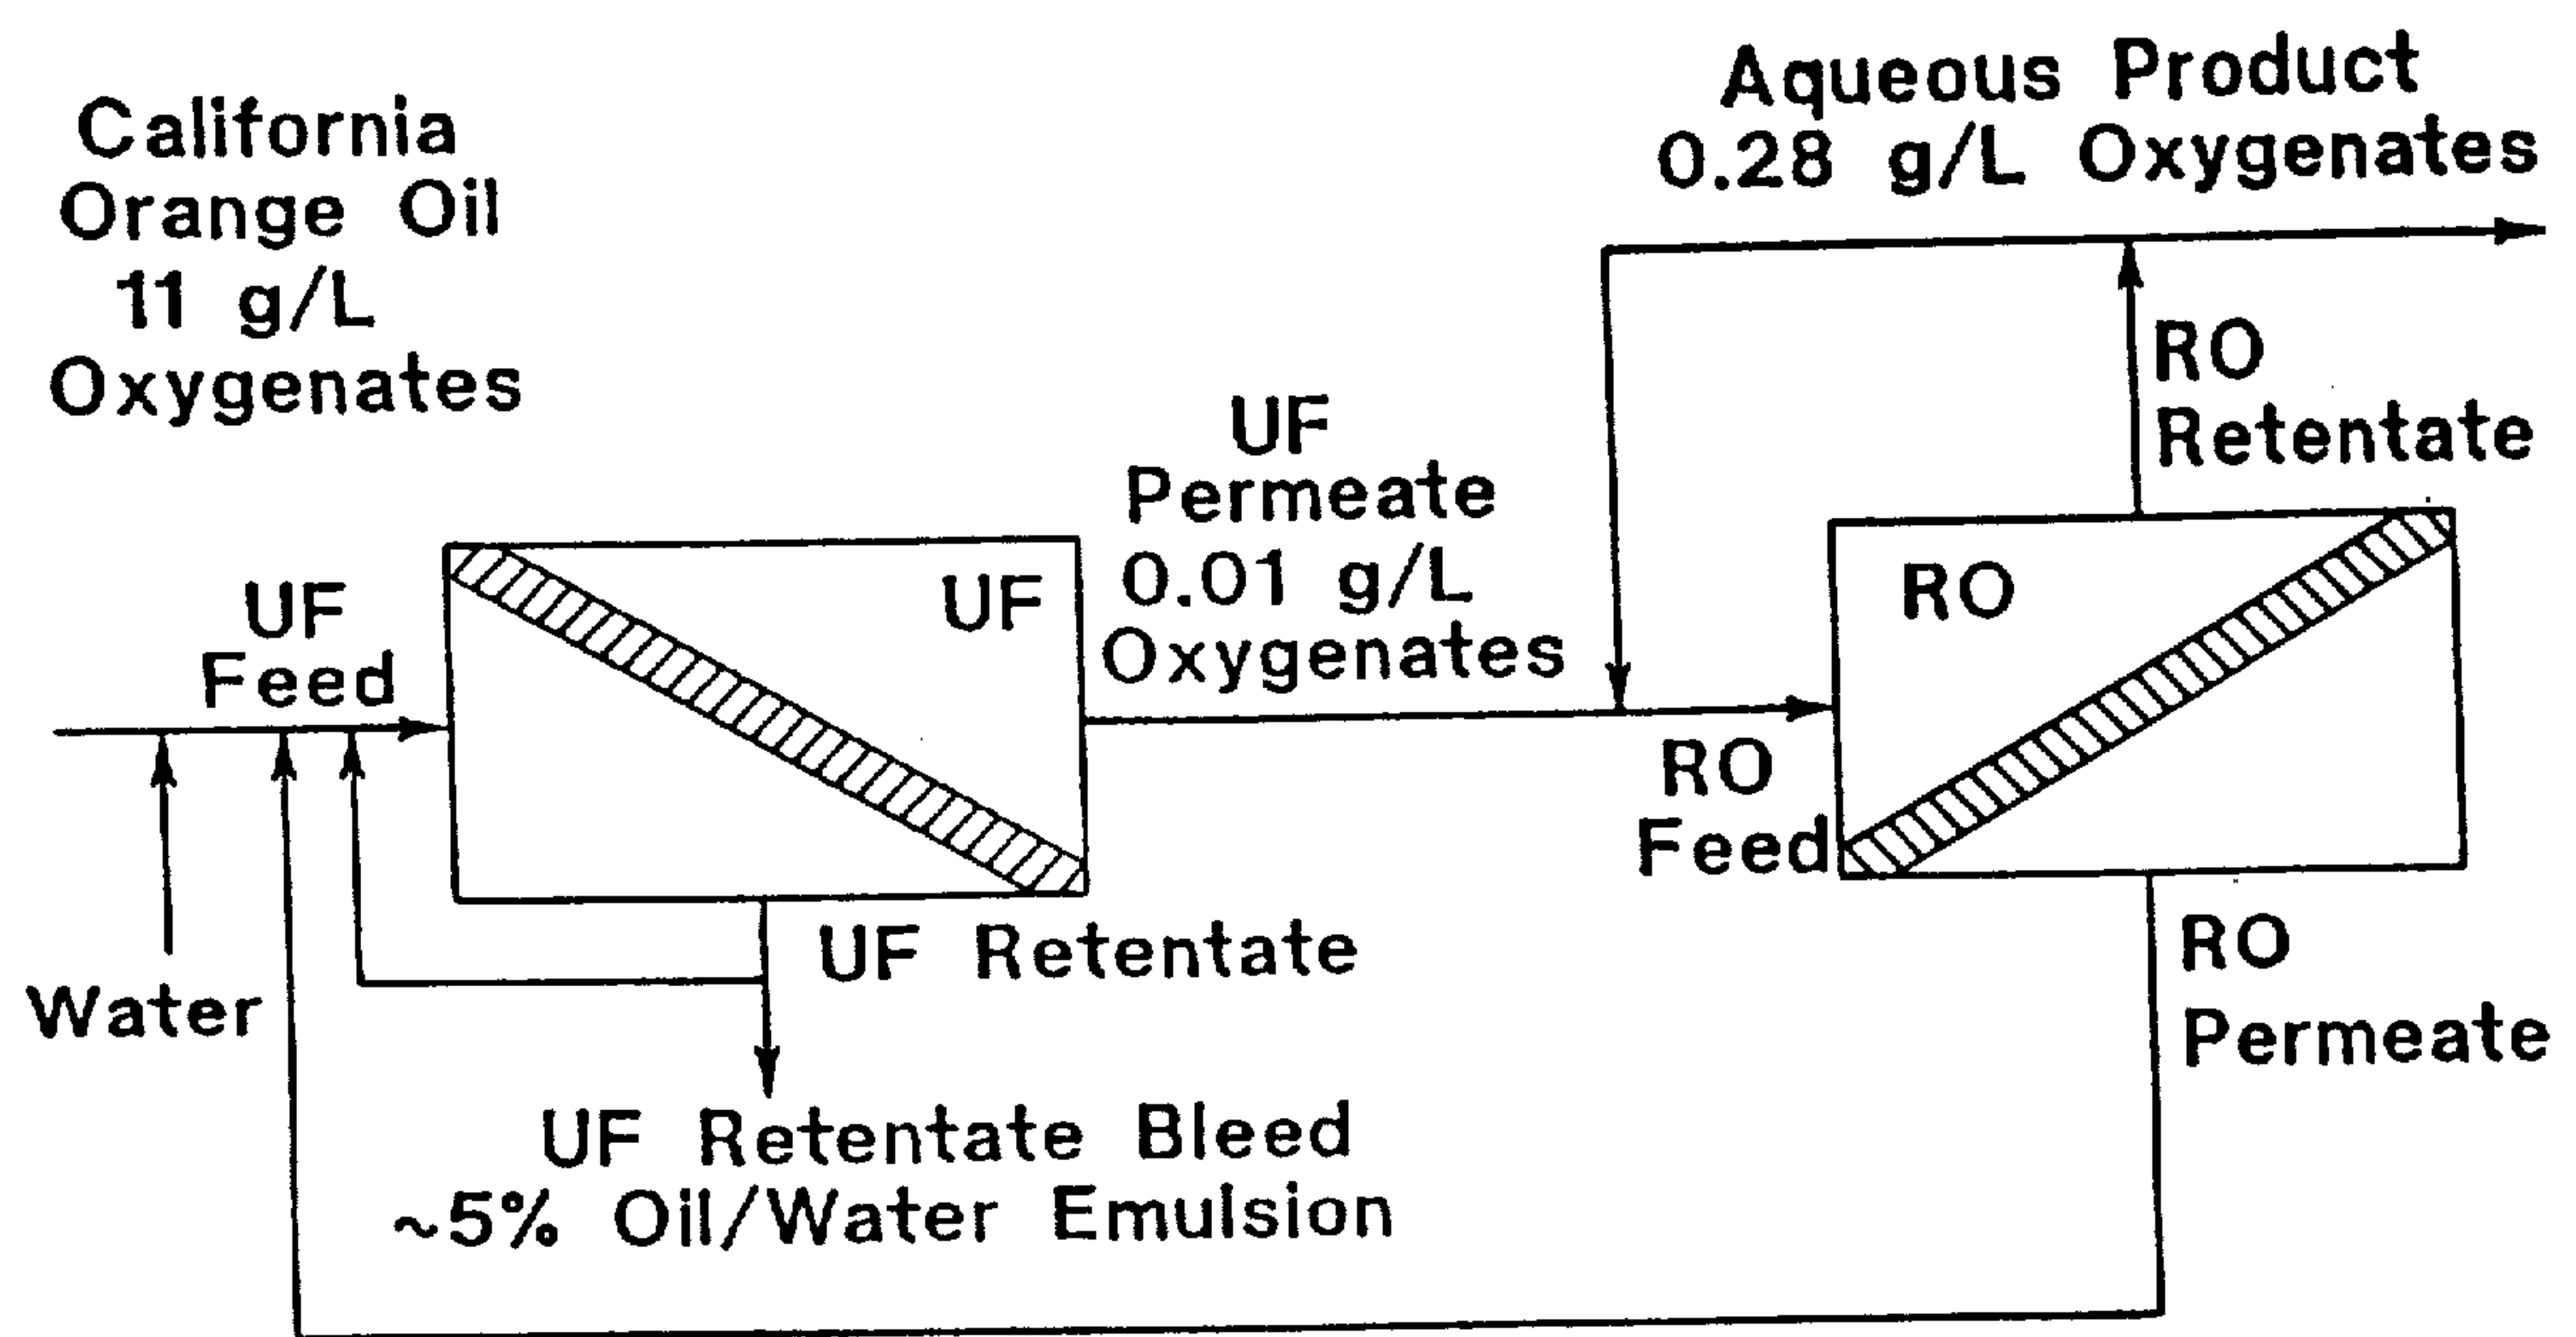 California
Orange Oil
11 g/L
Oxygenates
Aqueous Product
0.28 g/L Oxygenates
RO
Retentate
UF
Permeate
0.01 g/L
Oxygenates
UF
Feed
UF
RO
RO
Feed
Water
UF Retentate
UF Retentate Bleed
~5% Oil/Water Emulsion
RO
Permeate